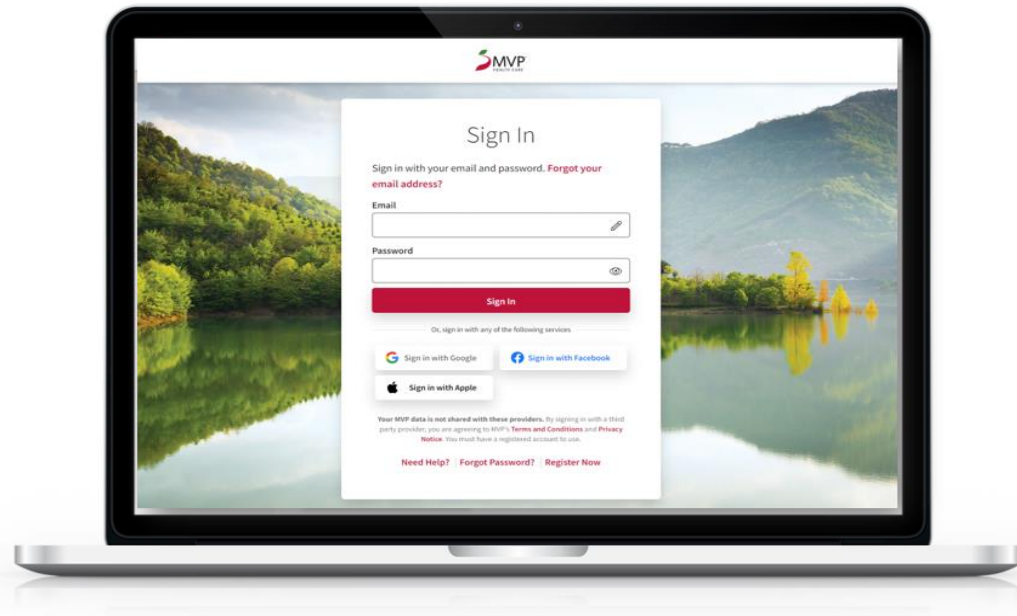 MVP
HEALTH CARE
Sign In
Sign in with your email and password. Forgot your
email address?
Email
Password
Sign In
Or, sign in with any of the following services
Sign in with Google
Sign in with Facebook
Sign in with Apple
Your MVP data is not shared with these providers. By signing in with a third
party provider, you are agreeing to MVP's Terms and Conditions and Privacy
Notice. You must have a registered account to use.
Need Help? | Forgot Password? | Register Now